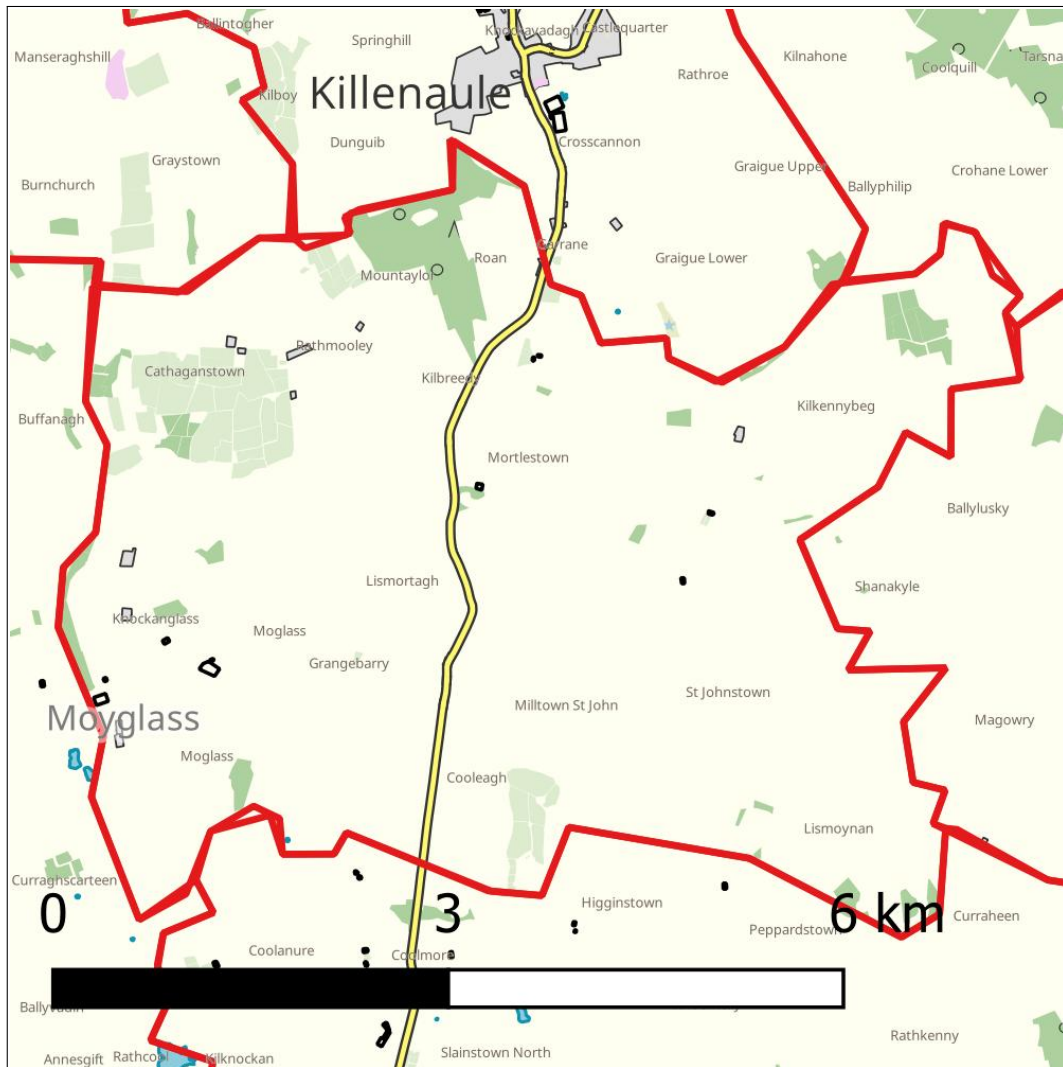 Ballintogher
Knockavadagh
Castlequarter
Springhill
Manseraghshill
Kilnahone
Coolquill
Rathroe
Kilboy
Killenaule
Dunguib
Crosscannon
Graystown
Graigue Upper
Crohane Lower
Burnchurch
Ballyphilip
Garrane
Roan
Graigue Lower
Mountaylor
Rathmooley
Cathaganstown
Kilbreedy
Kilkennybeg
Buffanagh
Mortlestown
Ballylusky
Lismortagh
Shanakyle
Knockanglass
Moglass
Grangebarry
St Johnstown
Milltown St John
Moyglass
Magowry
Moglass
Cooleagh
Lismoynan
Curraghscarteen
0 3 6 km
Higginstown
Curraheen
Peppardstown
Coolanure
Coolmore
Rathkenny
Annesgift
Rathcool
Kilknockan
Slainstown North